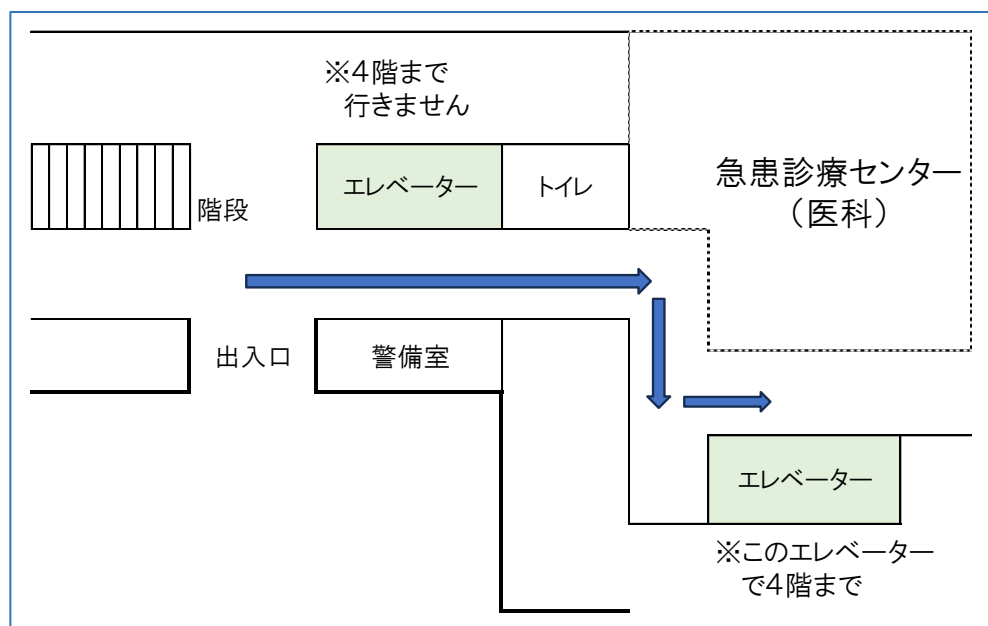 ※4階まで
行きません
エレベーター
トイレ
急患診療センター
（医科）
階段
出入口
警備室
エレベーター
※このエレベーター
で4階まで